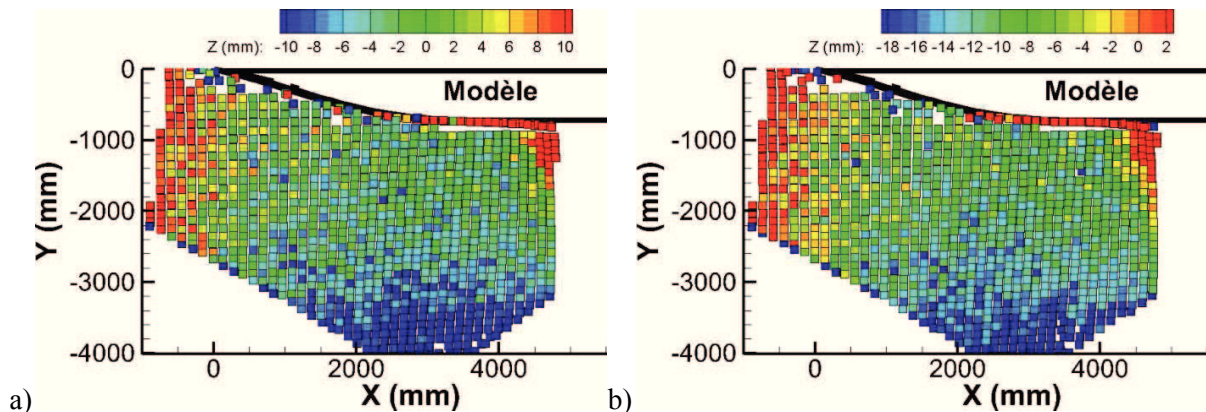 Z (mm): -10 -8 -6 -4 -2 0 2 4 6 8 10
0
-1000
-2000
-3000
-4000
Y (mm)
Modèle
0 2000 4000
X (mm)
a)
Z (mm): -18 -16 -14 -12 -10 -8 -6 -4 -2 0 2
0
-1000
-2000
-3000
-4000
Y (mm)
Modèle
0 2000 4000
X (mm)
b)